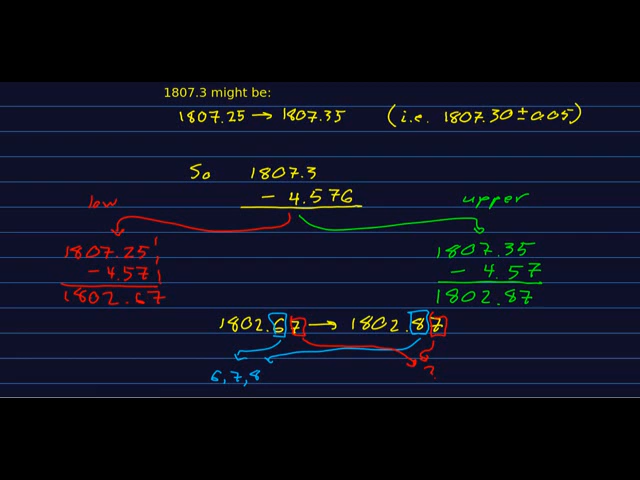 1807.3 might be:
1807.25 → 1807.35 (i.e. 1807.30 ± 0.05)
So 1807.3
- 4.576
low upper
1807.25 1807.35
- 4.57 - 4.57
1802.67 1802.87
1802.67 → 1802.87
6, 7, 8 ?